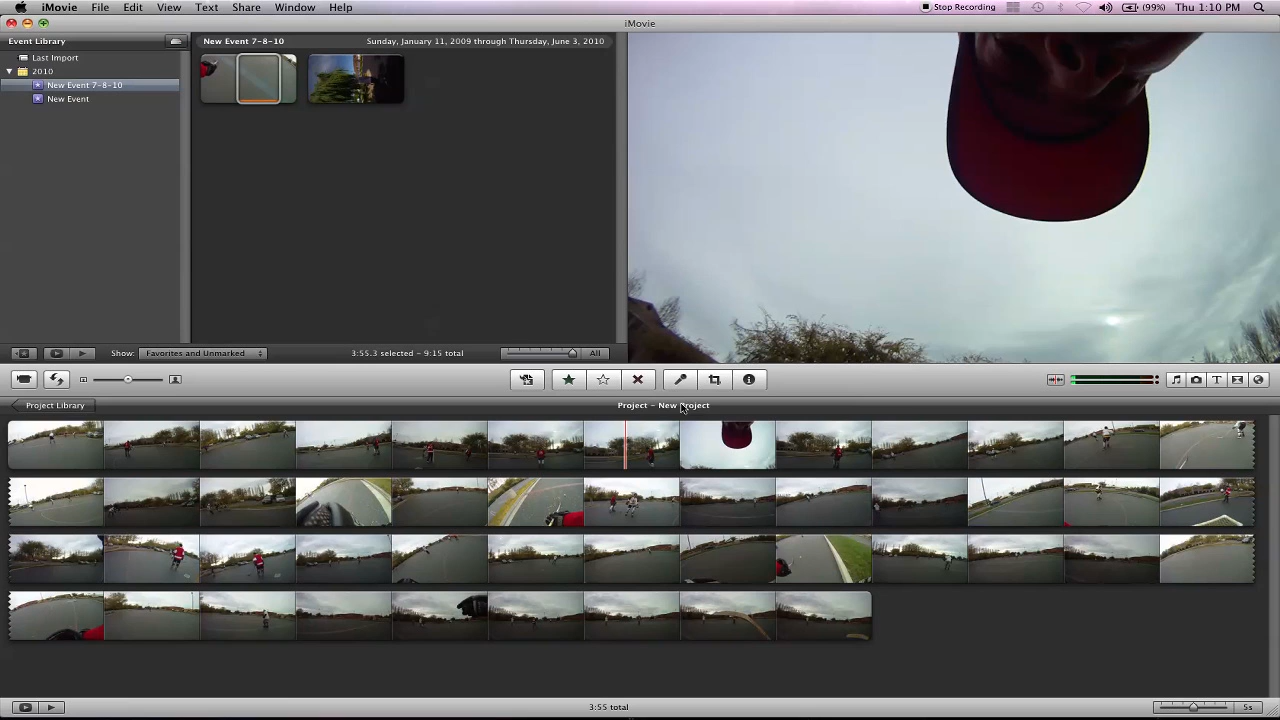 iMovie File Edit View Text Share Window Help Stop Recording (99%) Thu 1:10 PM
iMovie
Event Library
Last Import
2010
New Event 7-8-10
New Event
New Event 7-8-10 Sunday, January 11, 2009 through Thursday, June 3, 2010
Show: Favorites and Unmarked 3:55.3 selected - 9:15 total All
Project Library Project - New Project
3:55 total 5s